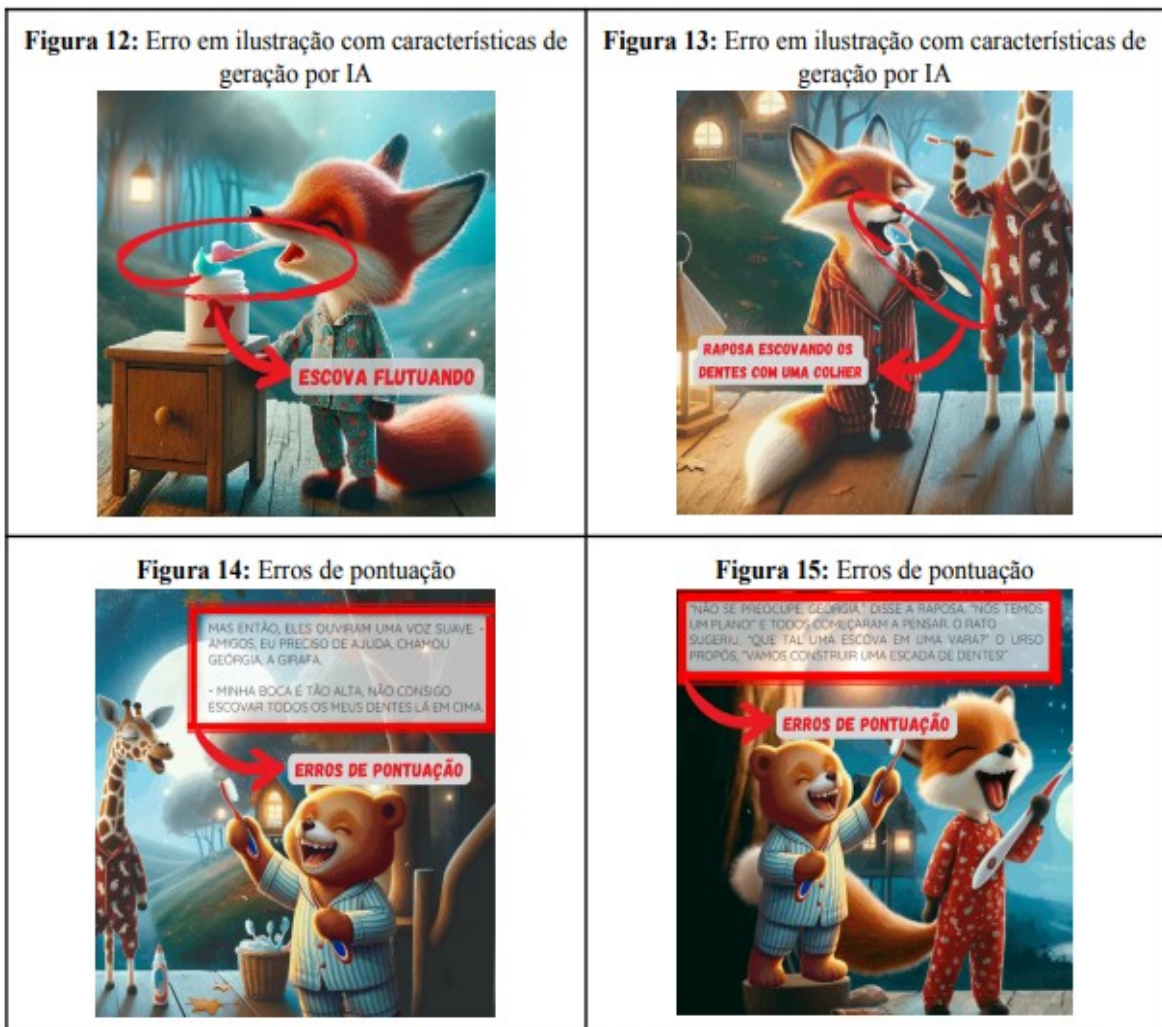 Figura 12: Erro em ilustração com características de
geração por IA
ESCOVA FLUTUANDO
Figura 13: Erro em ilustração com características de
geração por IA
RAPOSA ESCOVANDO OS
DENTES COM UMA COLHER
Figura 14: Erros de pontuação
MAS ENTÃO, ELES OUVIRAM UMA VOZ SUAVE. -
AMIGOS, EU PRECISO DE AJUDA, CHAMOU
GEÓRGIA, A GIRAFA.
- MINHA BOCA É TÃO ALTA, NÃO CONSIGO
ESCOVAR TODOS OS MEUS DENTES LÁ EM CIMA.
ERROS DE PONTUAÇÃO
Figura 15: Erros de pontuação
"NÃO SE PREOCUPE, GEÓRGIA," DISSE A RAPOSA. "NÓS TEMOS
UM PLANO!" E TODOS COMEÇARAM A PENSAR. O RATO
SUGERIU, "QUE TAL UMA ESCOVA EM UMA VARA?" O URSO
PROPÔS, "VAMOS CONSTRUIR UMA ESCADA DE DENTES!"
ERROS DE PONTUAÇÃO